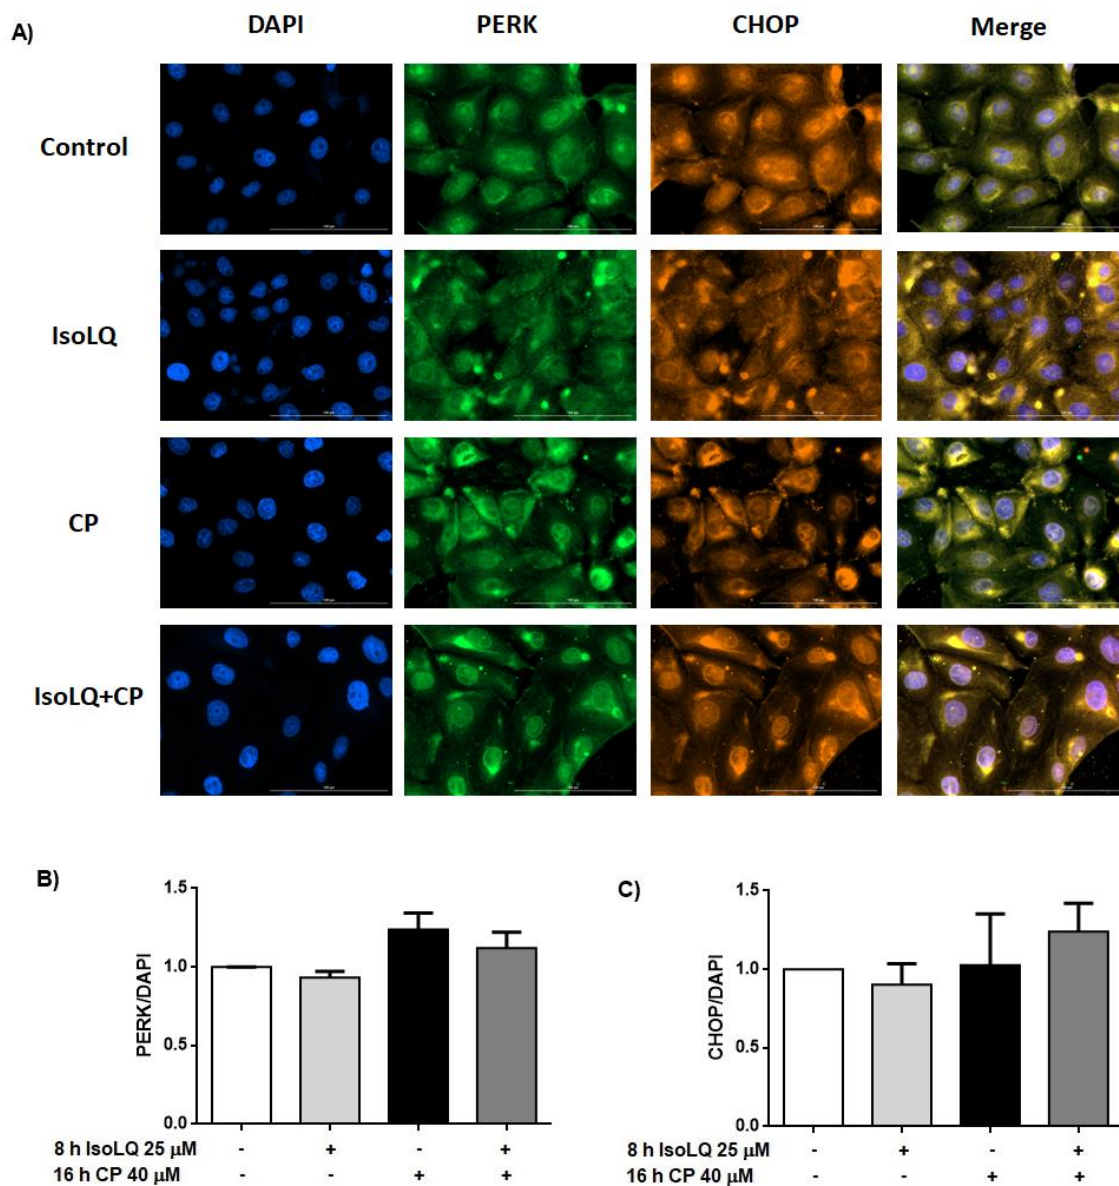 A)
DAPI PERK CHOP Merge
Control
IsoLQ
CP
IsoLQ+CP
B)
1.5
1.0
0.5
0.0
PERK/DAPI
8 h IsoLQ 25 μM - + - +
16 h CP 40 μM - - + +
C)
1.5
1.0
0.5
0.0
CHOP/DAPI
8 h IsoLQ 25 μM - + - +
16 h CP 40 μM - - + +